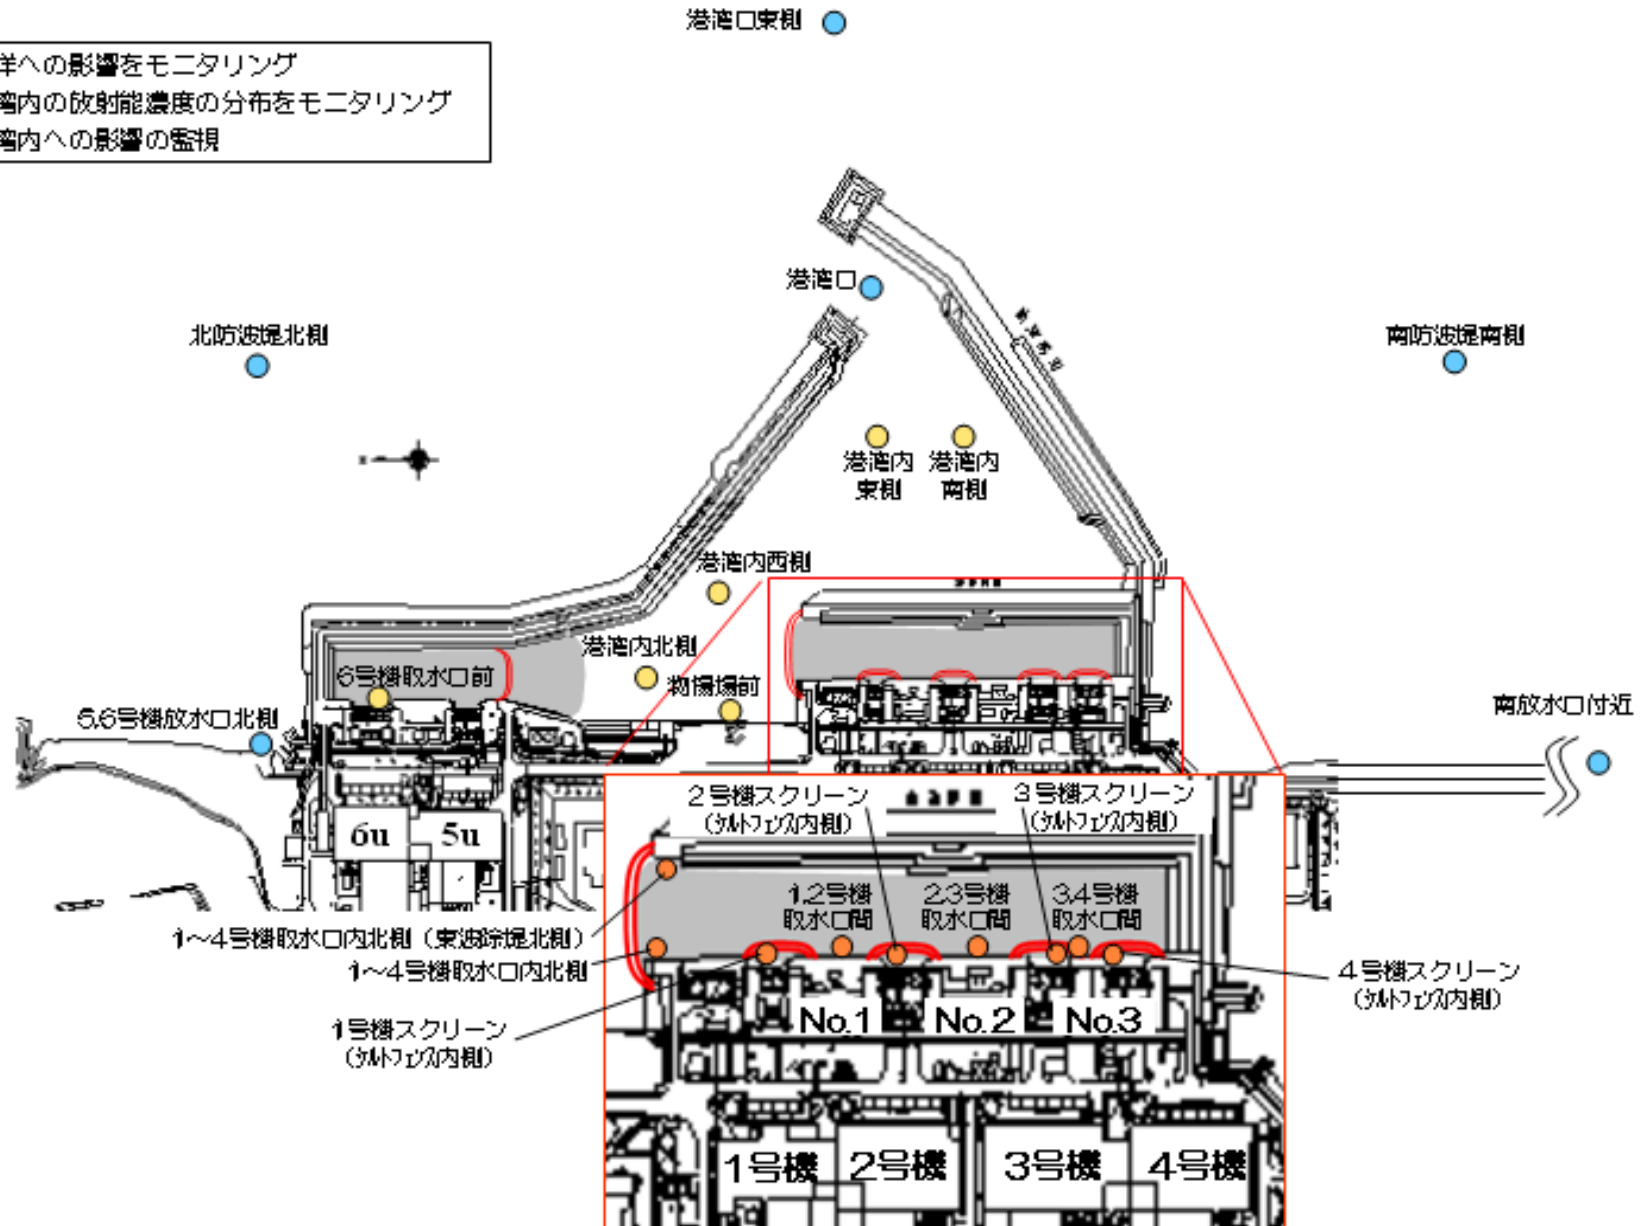 港湾口東側
洋への影響をモニタリング
湾内の放射能濃度の分布をモニタリング
湾内への影響の監視
港湾口
北防波堤北側
南防波堤南側
港湾内
東側
港湾内
南側
港湾内西側
港湾内北側
6号機取水口前
物揚場前
5,6号機放水口北側
南放水口付近
2号機スクリーン
(シルトフェンス内側)
3号機スクリーン
(シルトフェンス内側)
6u
5u
1,2号機
取水口間
2,3号機
取水口間
3,4号機
取水口間
1～4号機取水口内北側（東波除堤北側）
1～4号機取水口内北側
4号機スクリーン
(シルトフェンス内側)
1号機スクリーン
(シルトフェンス内側)
No.1
No.2
No.3
1号機
2号機
3号機
4号機